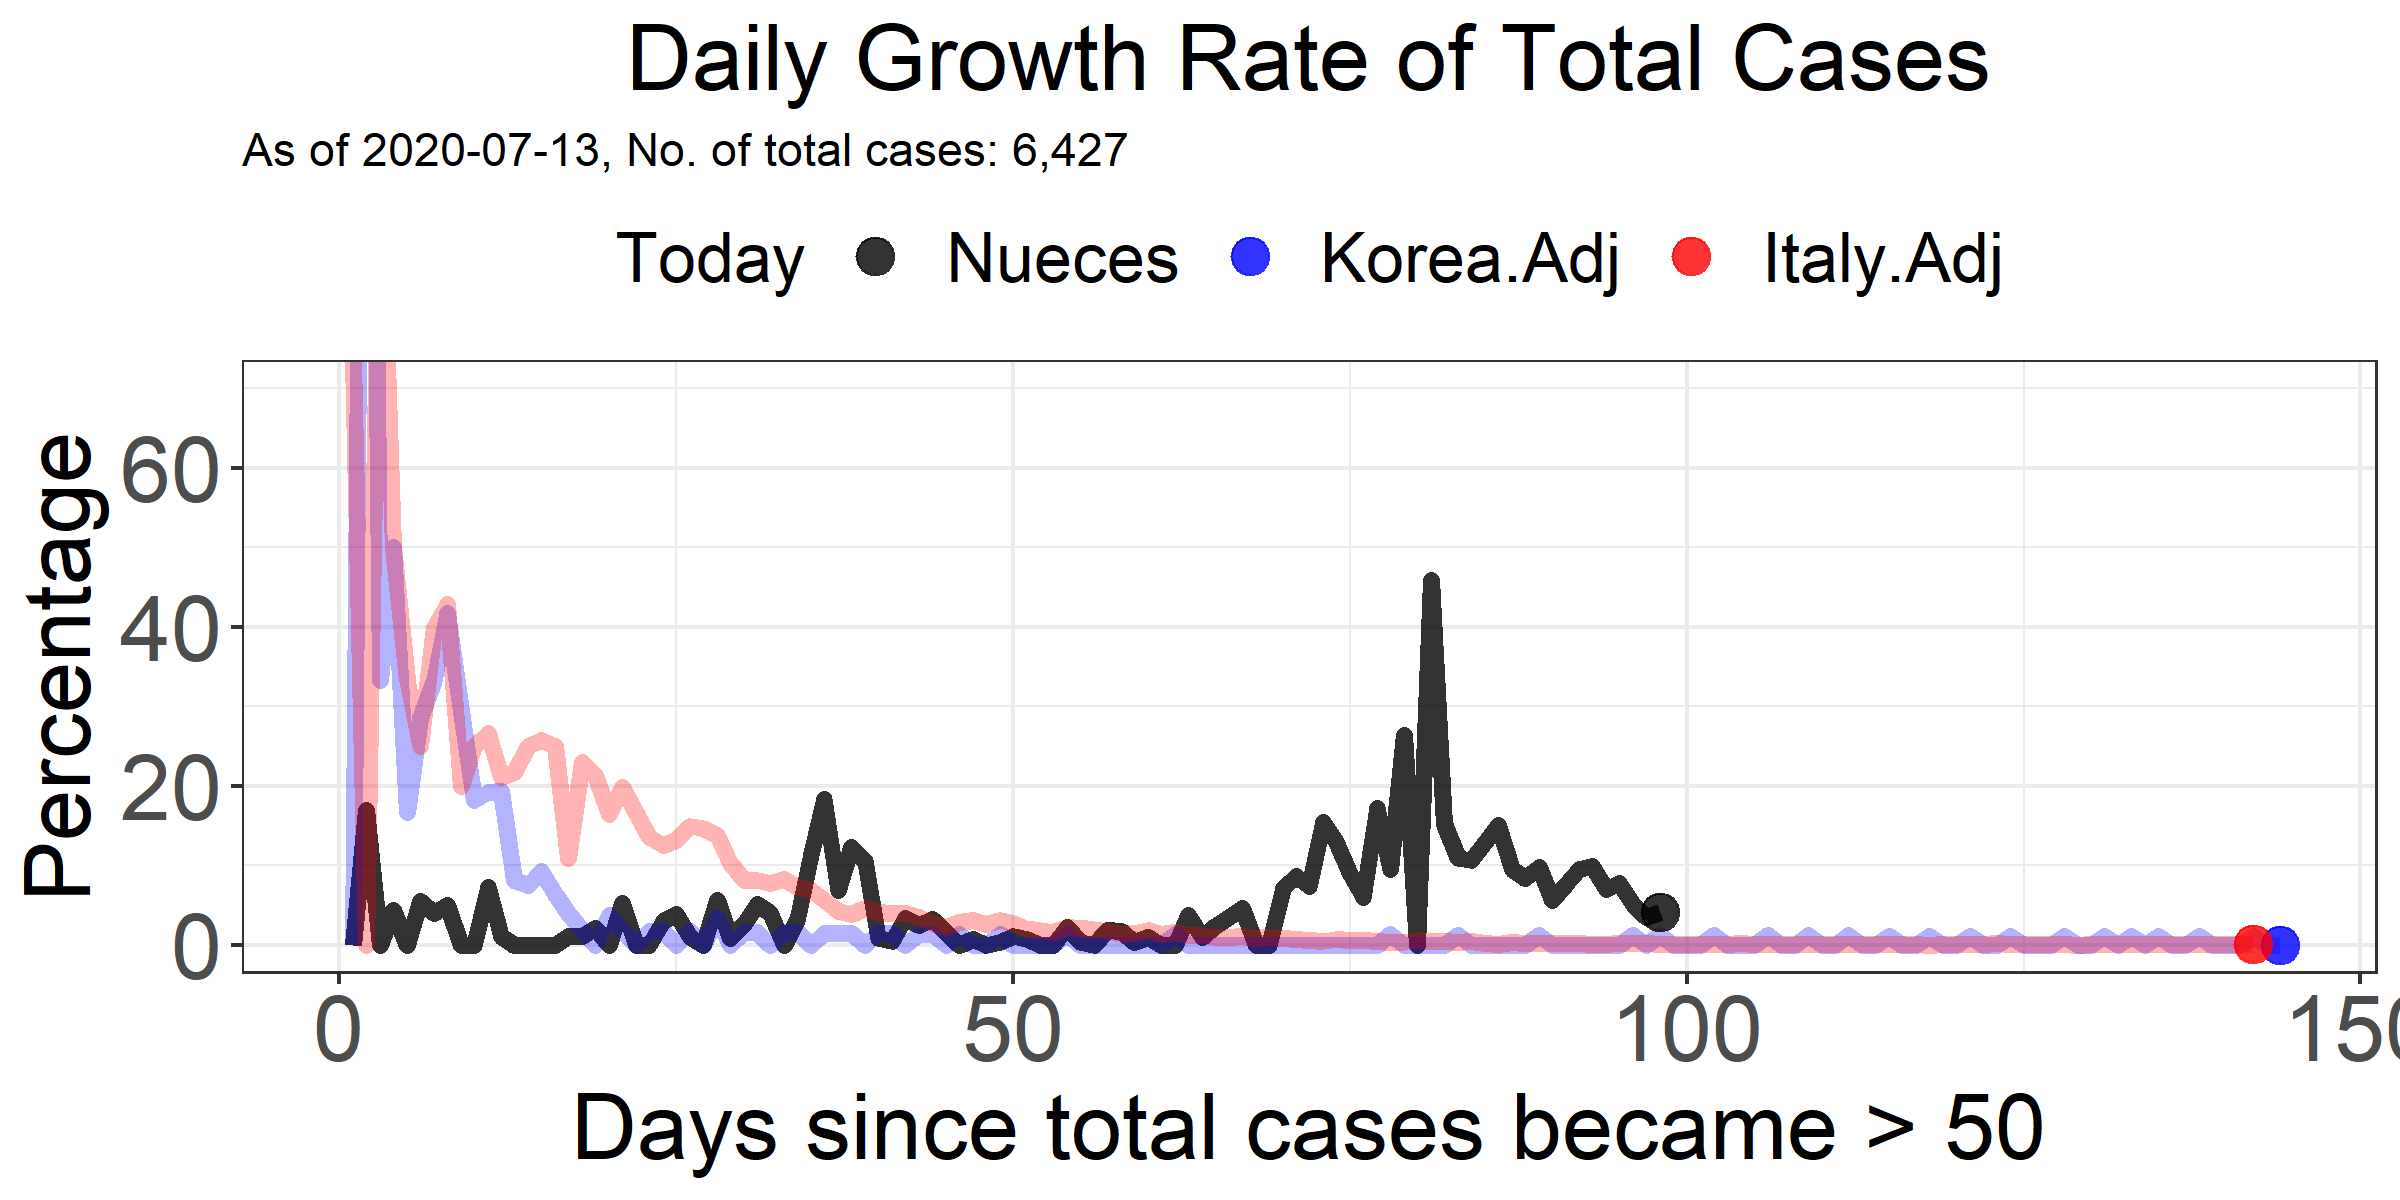 Daily Growth Rate of Total Cases
As of 2020-07-13, No. of total cases: 6,427
Today Nueces Korea.Adj Italy.Adj
Percentage
60
40
20
0
0 50 100 150
Days since total cases became > 50